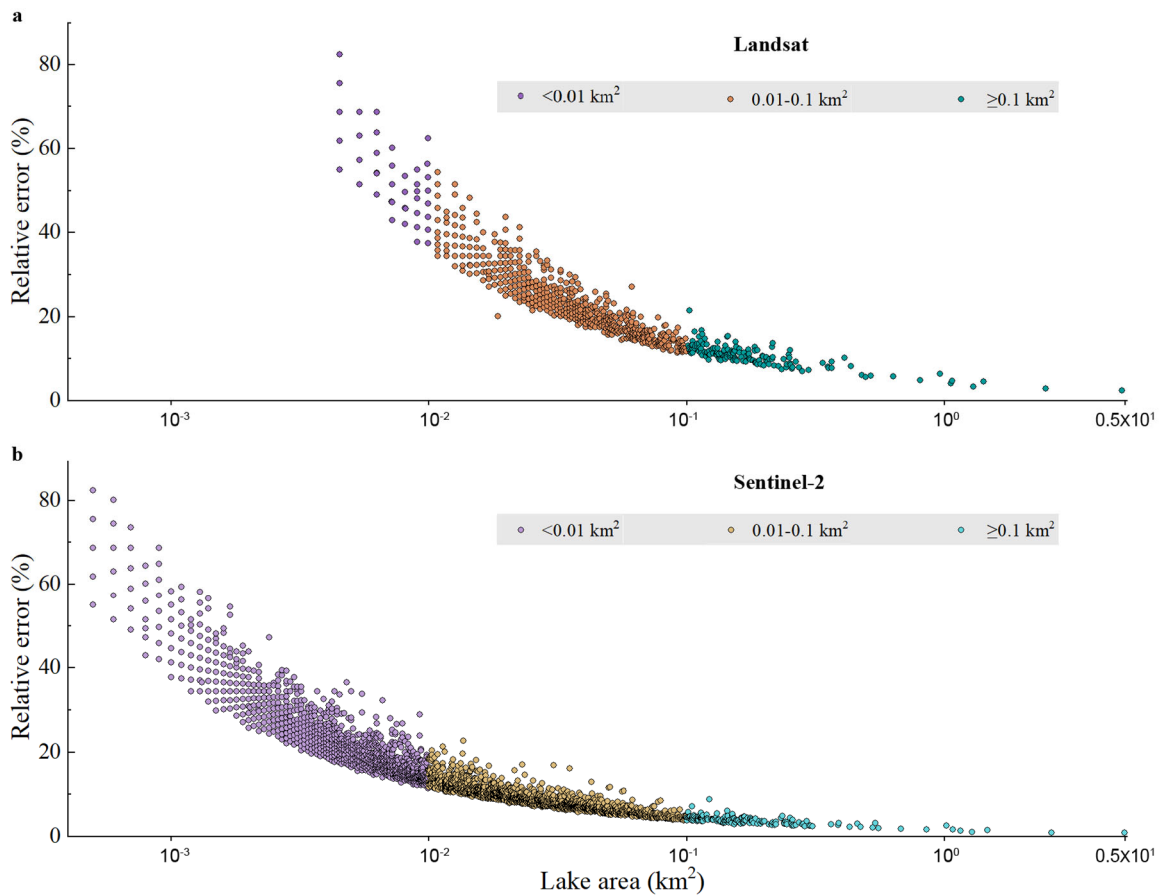 a
Landsat
<0.01 km²
0.01-0.1 km²
≥0.1 km²
Relative error (%)
80
60
40
20
0
10⁻³
10⁻²
10⁻¹
10⁰
0.5X10¹
b
Sentinel-2
<0.01 km²
0.01-0.1 km²
≥0.1 km²
Relative error (%)
80
60
40
20
0
10⁻³
10⁻²
10⁻¹
10⁰
0.5X10¹
Lake area (km²)